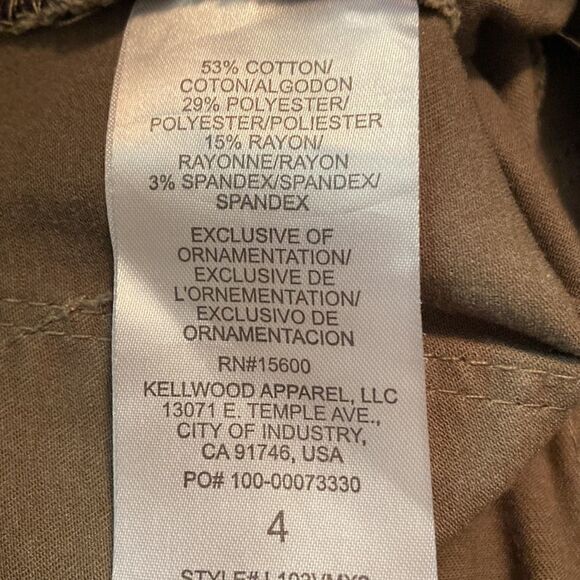 53% COTTON/
COTON/ALGODON
29% POLYESTER/
POLYESTER/POLIESTER
15% RAYON/
RAYONNE/RAYON
3% SPANDEX/SPANDEX/
SPANDEX
EXCLUSIVE OF
ORNAMENTATION/
EXCLUSIVE DE
L'ORNEMENTATION/
EXCLUSIVO DE
ORNAMENTACION
RN#15600
KELLWOOD APPAREL, LLC
13071 E. TEMPLE AVE.,
CITY OF INDUSTRY,
CA 91746, USA
PO# 100-00073330
4
STYLE#